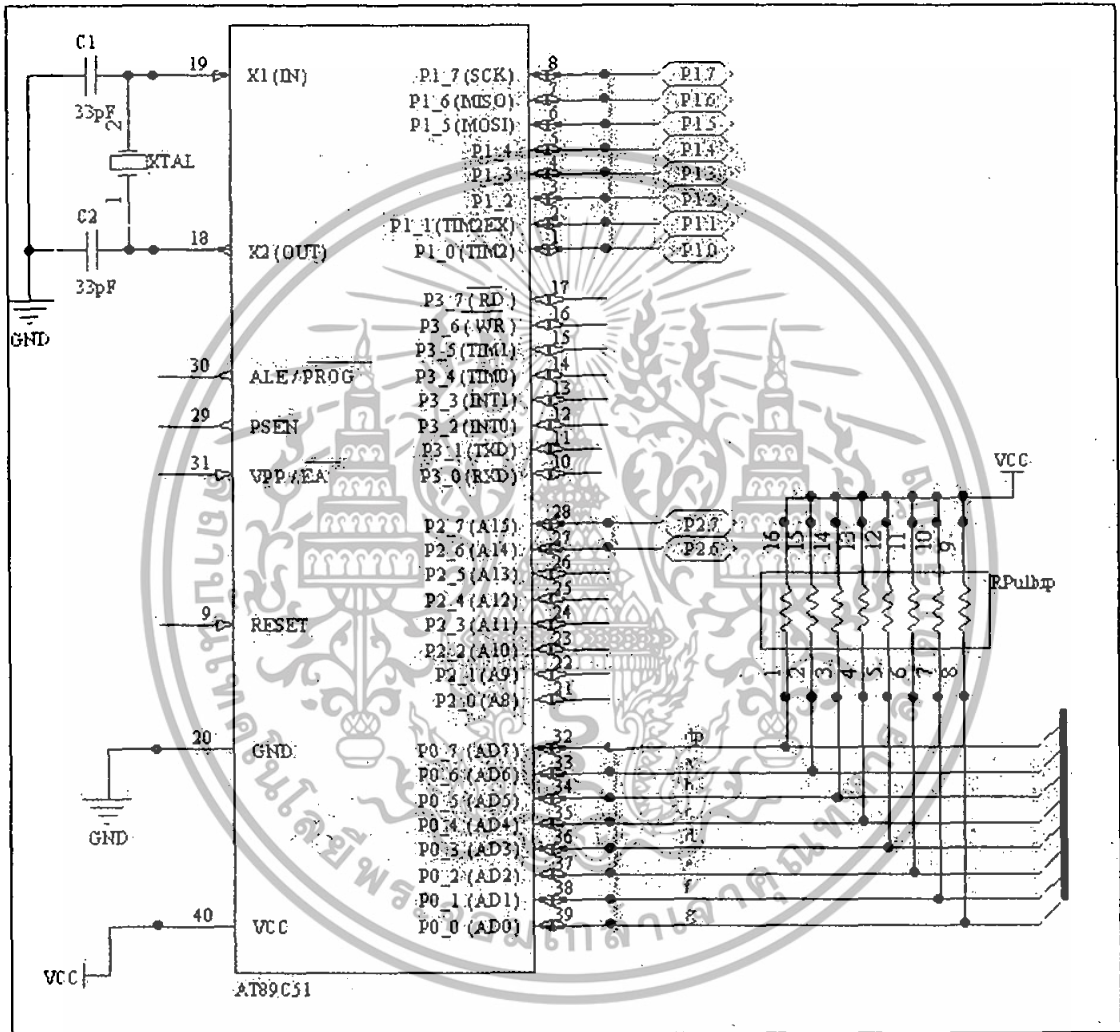 C1
33pF
19
X1(IN)
2
XTAL
1
C2
33pF
18
X2(OUT)
GND
30
ALE/PROG
29
PSEN
31
VPP/EA
9
RESET
20
GND
GND
40
VCC
VCC
AT89C51
P1_7(SCK)
8
P1.7
P1_6(MISO)
7
P1.6
P1_5(MOSI)
6
P1.5
P1_4
5
P1.4
P1_3
4
P1.3
P1_2
3
P1.2
P1_1(TIM2EX)
P1.1
P1_0(TIM2)
1
P1.0
P3_7(RD)
17
P3_6(WR)
16
P3_5(TIM1)
15
P3_4(TIM0)
14
P3_3(INT1)
13
P3_2(INT0)
12
P3_1(TXD)
11
P3_0(RXD)
10
P2_7(A15)
28
P2.7
P2_6(A14)
27
P2.6
P2_5(A13)
26
P2_4(A12)
25
P2_3(A11)
24
P2_2(A10)
23
P2_1(A9)
22
P2_0(A8)
21
P0_7(AD7)
32
dp
P0_6(AD6)
33
P0_5(AD5)
34
P0_4(AD4)
35
P0_3(AD3)
36
d
P0_2(AD2)
37
e
P0_1(AD1)
38
f
P0_0(AD0)
39
g
VCC
16 15 14 13 12 11 10 9
1 2 3 4 5 6 7 8